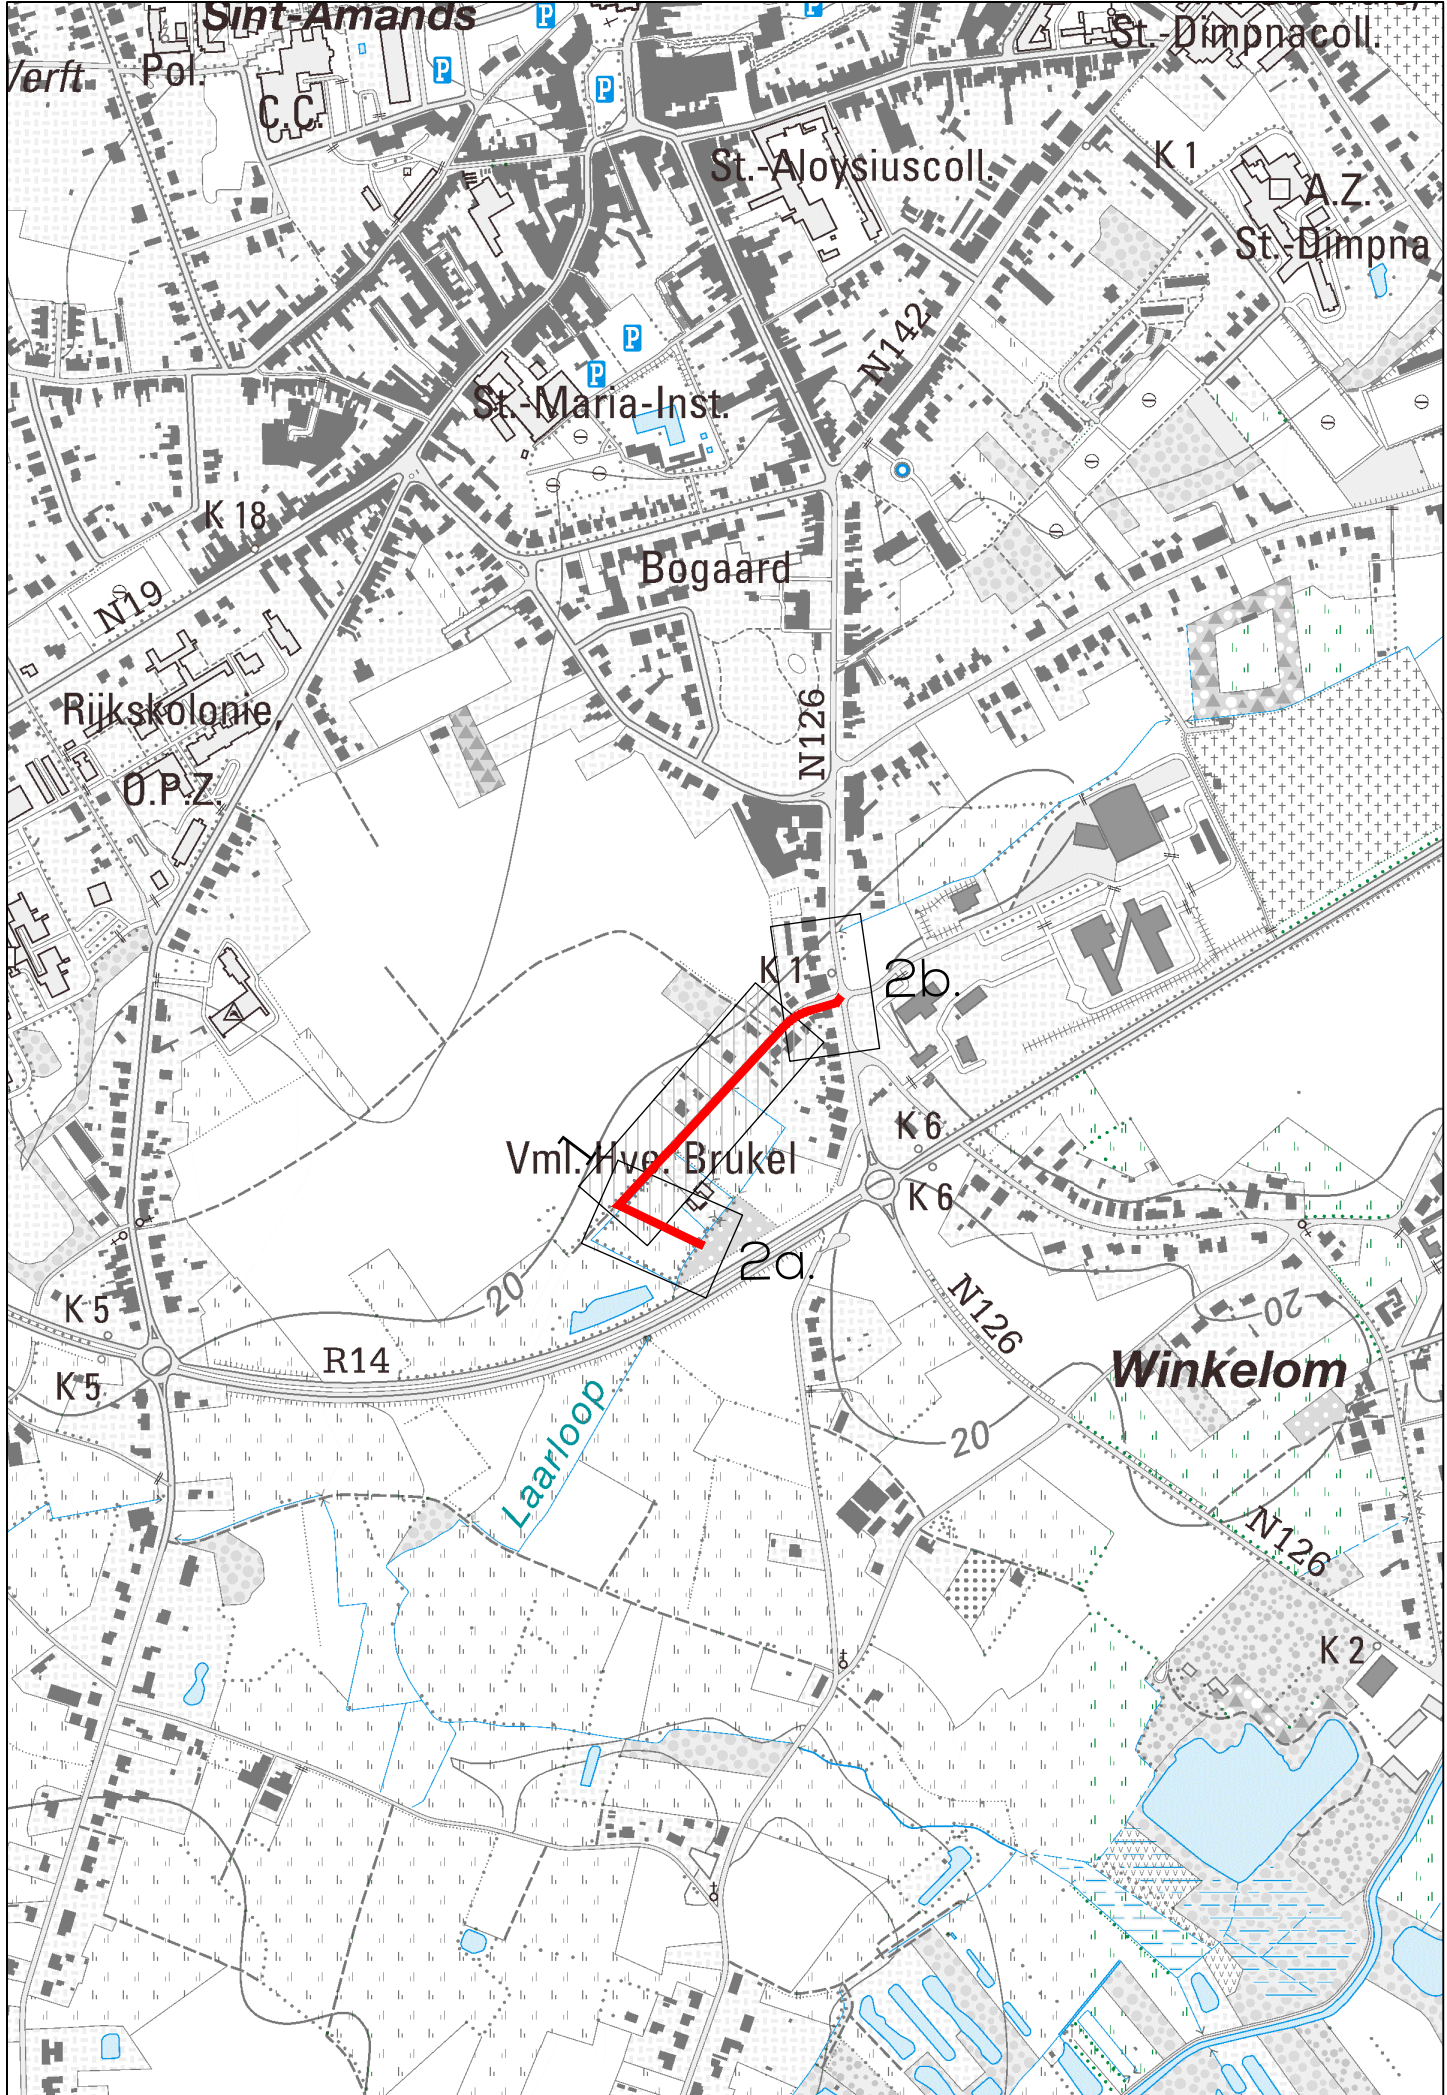 Sint-Amands
P
P
St.-Dimpnacoll.
Verft
Pol.
P
P
C.C.
St.-Aloysiuscoll.
K 1
A.Z.
St.-Dimpna
N142
P
P
St.-Maria-Inst.
K 18
Bogaard
N19
Rijkskolonie
N126
O.P.Z.
K 1
2b.
K 6
1
Vml. Hve. Brukel
K 6
2a.
20
K 5
N126
20
R14
K 5
Winkelom
Laarloop
20
N126
K 2